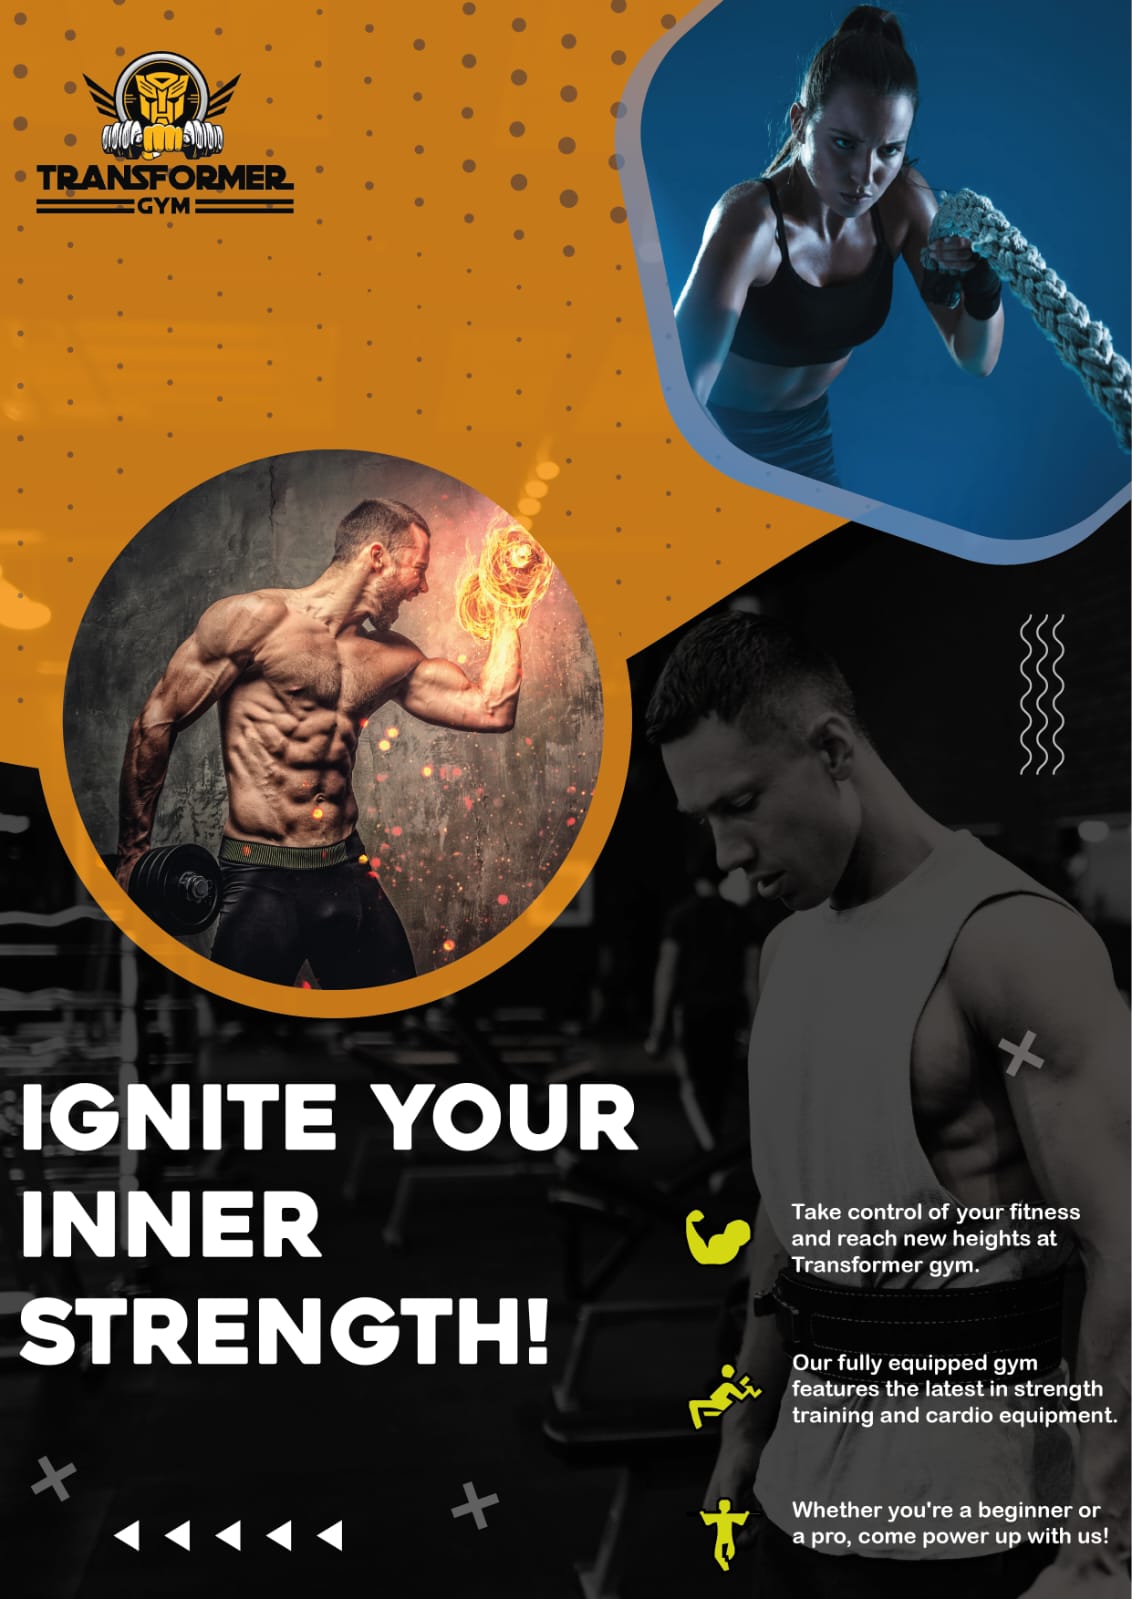 TRANSFORMER
GYM
IGNITE YOUR
INNER
STRENGTH!
Take control of your fitness
and reach new heights at
Transformer gym.
Our fully equipped gym
features the latest in strength
training and cardio equipment.
Whether you're a beginner or
a pro, come power up with us!